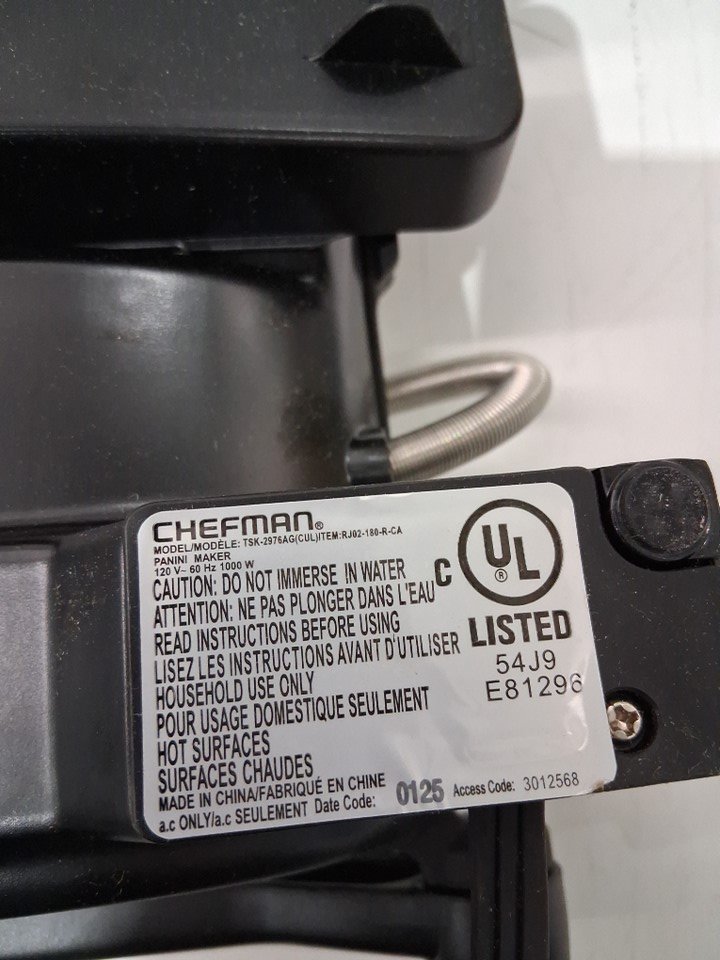 CHEFMAN®
MODEL/MODÈLE: TSK-2976AG(CUL)ITEM:RJ02-180-R-CA
PANINI MAKER
120 V~ 60 Hz 1000 W
CAUTION: DO NOT IMMERSE IN WATER
ATTENTION: NE PAS PLONGER DANS L'EAU
READ INSTRUCTIONS BEFORE USING
LISEZ LES INSTRUCTIONS AVANT D'UTILISER
HOUSEHOLD USE ONLY
POUR USAGE DOMESTIQUE SEULEMENT
HOT SURFACES
SURFACES CHAUDES
MADE IN CHINA/FABRIQUÉ EN CHINE
a.c ONLY/a.c SEULEMENT Date Code: 0125 Access Code: 3012568
C UL ®
LISTED
54J9
E81296